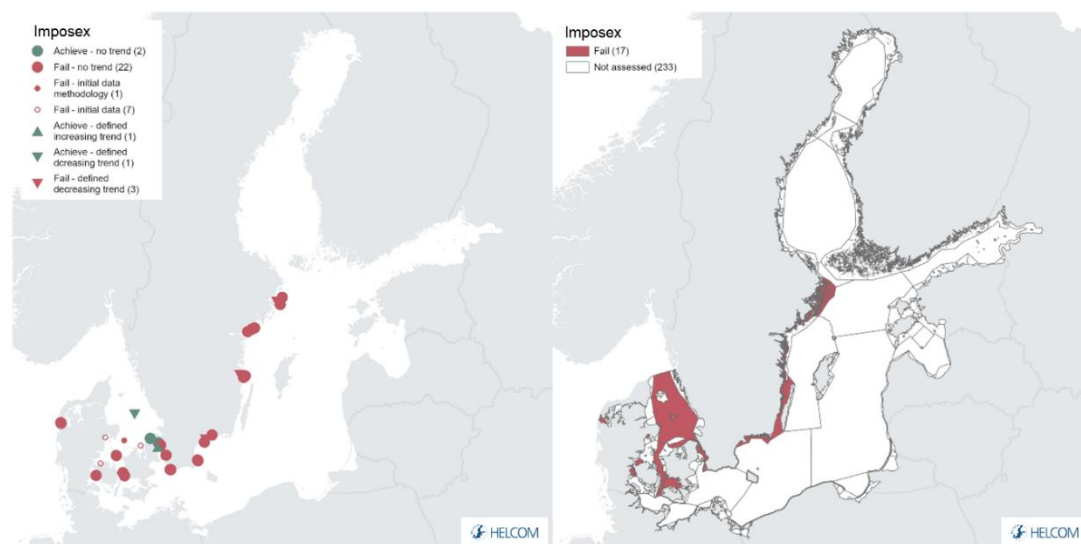 Imposex
Achieve - no trend (2)
Fail - no trend (22)
Fail - initial data
methodology (1)
Fail - initial data (7)
Achieve - defined
increasing trend (1)
Achieve - defined
dcreasing trend (1)
Fail - defined
decreasing trend (3)
HELCOM
Imposex
Fail (17)
Not assessed (233)
HELCOM